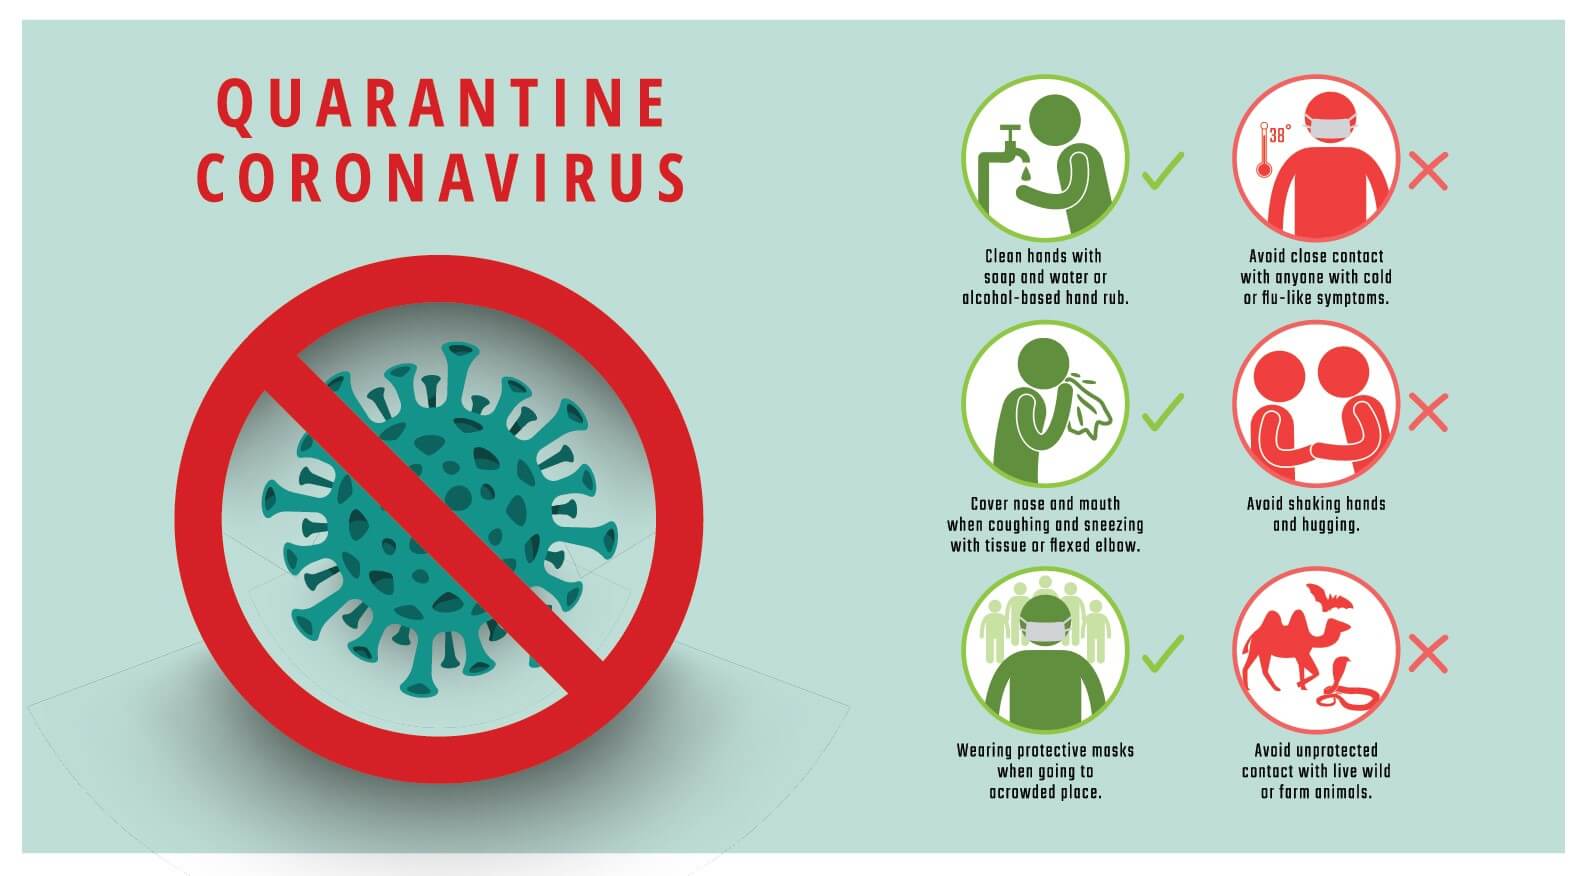 QUARANTINE
CORONAVIRUS
Clean hands with
soap and water or
alcohol-based hand rub.
38°
Avoid close contact
with anyone with cold
or flu-like symptoms.
Cover nose and mouth
when coughing and sneezing
with tissue or flexed elbow.
Avoid shaking hands
and hugging.
Wearing protective masks
when going to
acrowded place.
Avoid unprotected
contact with live wild
or farm animals.